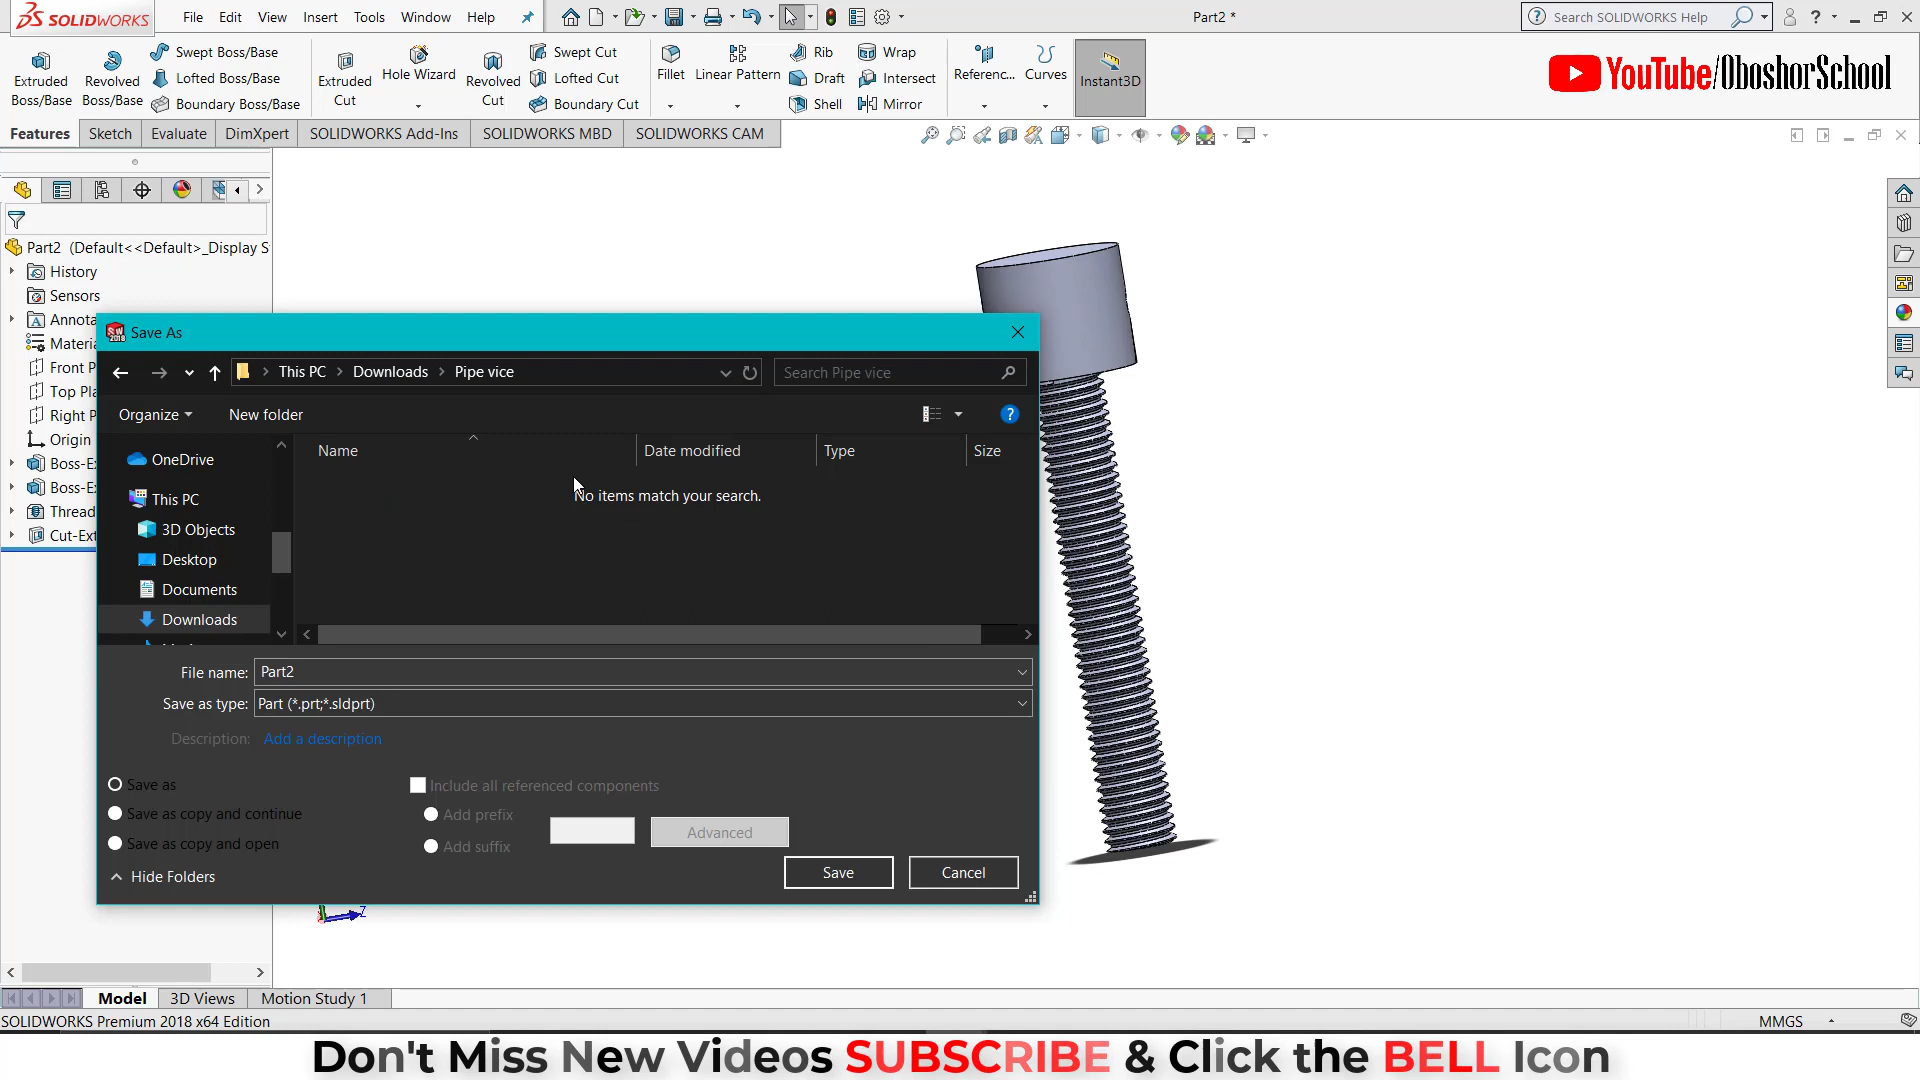 SOLIDWORKS
File Edit View Insert Tools Window Help
Part2 *
Search SOLIDWORKS Help
Extruded Boss/Base
Revolved Boss/Base
Swept Boss/Base
Lofted Boss/Base
Boundary Boss/Base
Extruded Cut
Hole Wizard
Revolved Cut
Swept Cut
Lofted Cut
Boundary Cut
Fillet
Linear Pattern
Rib
Draft
Shell
Wrap
Intersect
Mirror
Referenc...
Curves
Instant3D
YouTube/OboshorSchool
Features Sketch Evaluate DimXpert SOLIDWORKS Add-Ins SOLIDWORKS MBD SOLIDWORKS CAM
Part2 (Default<<Default>_Display S
History
Sensors
Annota
Materia
Front P
Top Pla
Right P
Origin
Boss-Ex
Boss-Ex
Thread
Cut-Ext
SW 2018
Save As
This PC > Downloads > Pipe vice
Search Pipe vice
Organize New folder
?
OneDrive
This PC
3D Objects
Desktop
Documents
Downloads
Name Date modified Type Size
No items match your search.
File name: Part2
Save as type: Part (*.prt;*.sldprt)
Description: Add a description
Save as
Save as copy and continue
Save as copy and open
Include all referenced components
Add prefix
Add suffix
Advanced
Hide Folders
Save Cancel
Z
Model 3D Views Motion Study 1
SOLIDWORKS Premium 2018 x64 Edition
MMGS
Don't Miss New Videos SUBSCRIBE & Click the BELL Icon